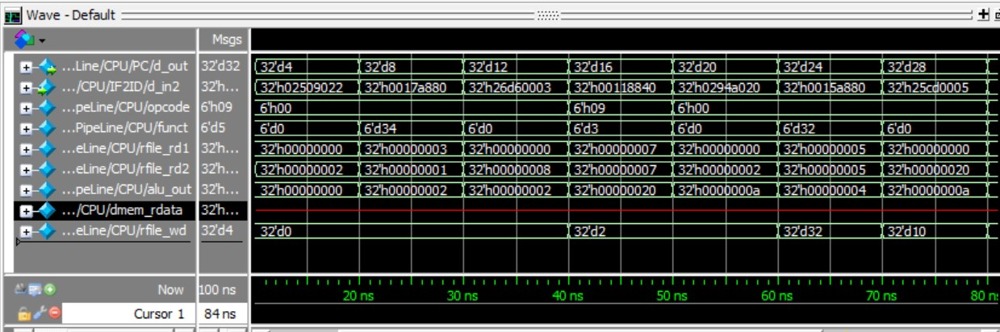 Wave - Default
Msgs
...Line/CPU/PC/d_out 32'd32 32'd4 32'd8 32'd12 32'd16 32'd20 32'd24 32'd28
.../CPU/IF2ID/d_in2 32'h... 32'h02509022 32'h0017a880 32'h26d60003 32'h00118840 32'h0294a020 32'h0015a880 32'h25cd0005
...peLine/CPU/opcode 6'h09 6'h00 6'h09 6'h00
...PipeLine/CPU/funct 6'd5 6'd0 6'd34 6'd0 6'd3 6'd0 6'd32 6'd0
...eLine/CPU/rfile_rd1 32'h... 32'h00000000 32'h00000003 32'h00000000 32'h00000007 32'h00000000 32'h00000005 32'h00000000
...eLine/CPU/rfile_rd2 32'h... 32'h00000002 32'h00000001 32'h00000008 32'h00000007 32'h00000002 32'h00000005 32'h00000020
...peLine/CPU/alu_out 32'h... 32'h00000000 32'h00000002 32'h00000002 32'h00000020 32'h0000000a 32'h00000004 32'h0000000a
.../CPU/dmem_rdata 32'h...
...eLine/CPU/rfile_wd 32'd4 32'd0 32'd2 32'd32 32'd10
Now 100 ns 20 ns 30 ns 40 ns 50 ns 60 ns 70 ns 80 n
Cursor 1 84 ns